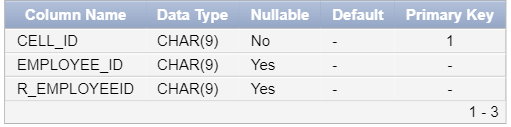 Column Name Data Type Nullable Default Primary Key
CELL_ID CHAR(9) No - 1
EMPLOYEE_ID CHAR(9) Yes - -
R_EMPLOYEEID CHAR(9) Yes - -
1 - 3